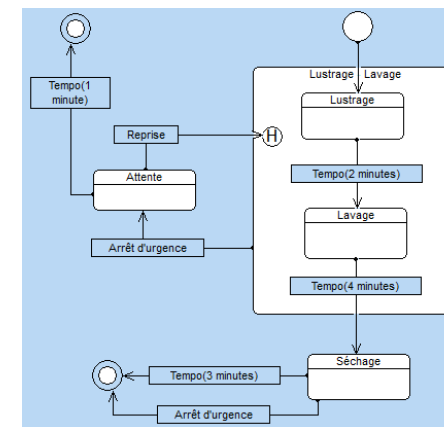 Tempo(1
minute)
Lustrage - Lavage
Lustrage
Reprise
H
Tempo(2 minutes)
Attente
Lavage
Arrêt d'urgence
Tempo(4 minutes)
Séchage
Tempo(3 minutes)
Arrêt d'urgence